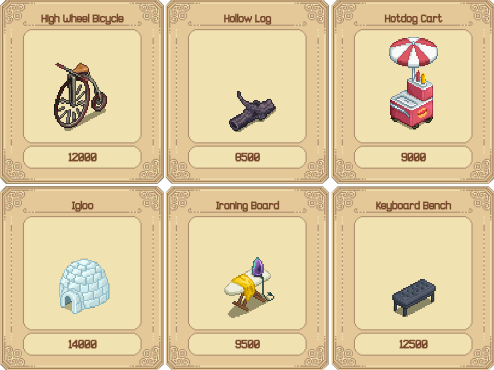 High Wheel Bicycle
Hollow Log
Hotdog Cart
12000
8500
9000
Igloo
Ironing Board
Keyboard Bench
14000
9500
12500